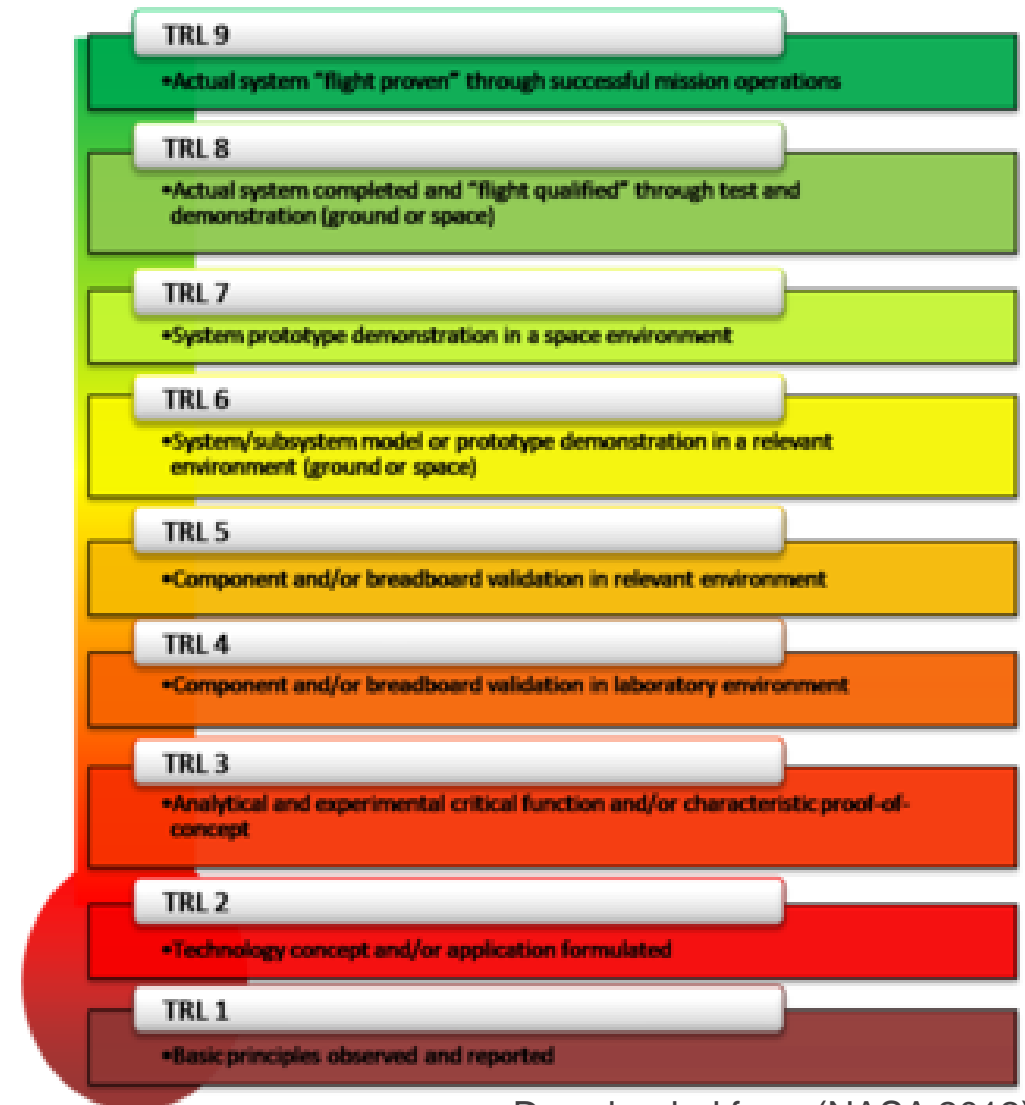 TRL 9
•Actual system "flight proven" through successful mission operations
TRL 8
•Actual system completed and "flight qualified" through test and
demonstration (ground or space)
TRL 7
•System prototype demonstration in a space environment
TRL 6
•System/subsystem model or prototype demonstration in a relevant
environment (ground or space)
TRL 5
•Component and/or breadboard validation in relevant environment
TRL 4
•Component and/or breadboard validation in laboratory environment
TRL 3
•Analytical and experimental critical function and/or characteristic proof-of-
concept
TRL 2
•Technology concept and/or application formulated
TRL 1
•Basic principles observed and reported